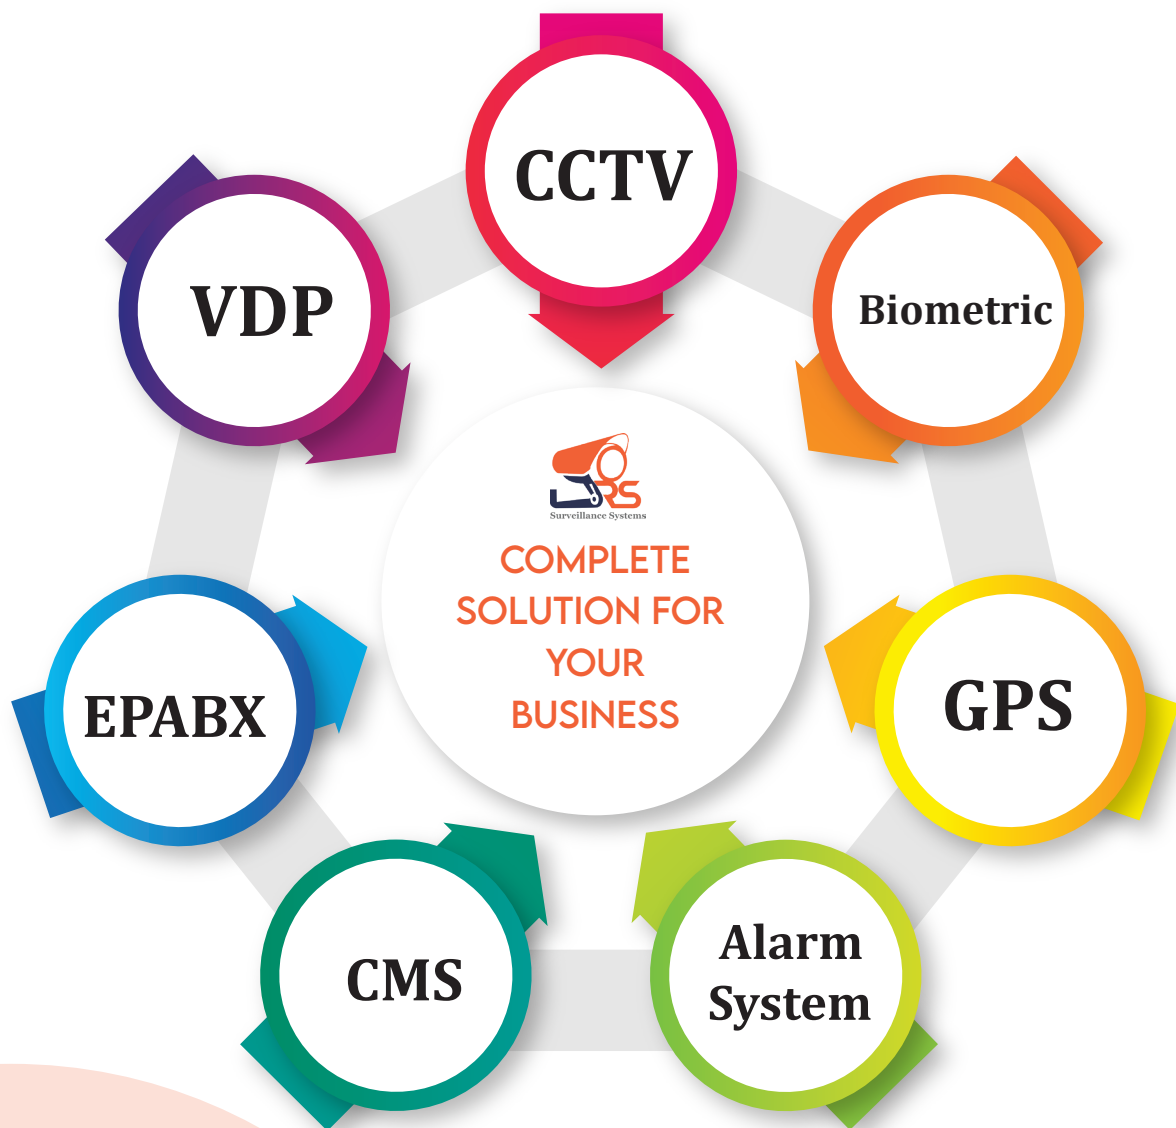 CCTV
Biometric
GPS
Alarm
System
CMS
EPABX
VDP
RS
Surveillance Systems
COMPLETE
SOLUTION FOR
YOUR
BUSINESS